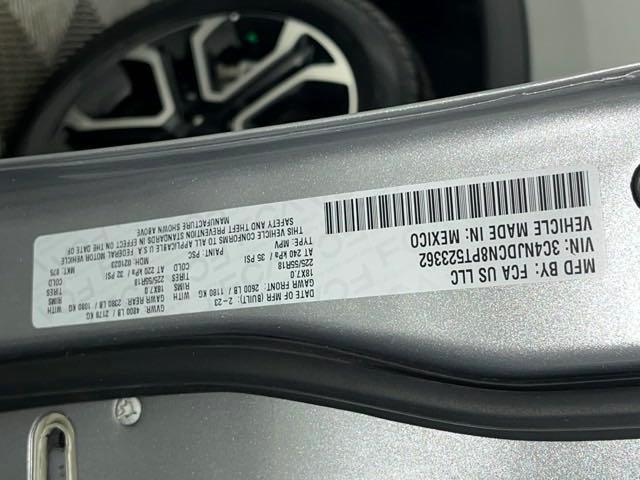 MFD BY: FCA US LLC
DATE OF MFR (BUILT): 2-23
GVWR: 4800 LB / 2179 KG
GAWR FRONT: 2600 LB / 1180 KG
GAWR REAR: 2380 LB / 1080 KG
WITH
TIRES
225/55R18
RIMS
18X7.0
AT 240 kPa / 35 PSI COLD
WITH
TIRES
225/55R18
RIMS
18X7.0
AT 220 kPa / 32 PSI COLD
THIS VEHICLE CONFORMS TO ALL APPLICABLE U.S.A. FEDERAL MOTOR VEHICLE
SAFETY AND THEFT PREVENTION STANDARDS IN EFFECT ON THE DATE OF
MANUFACTURE SHOWN ABOVE
VIN: 3C4NJDCN8PT523362
TYPE: MPV
PAINT: PSC
VEHICLE MADE IN: MEXICO